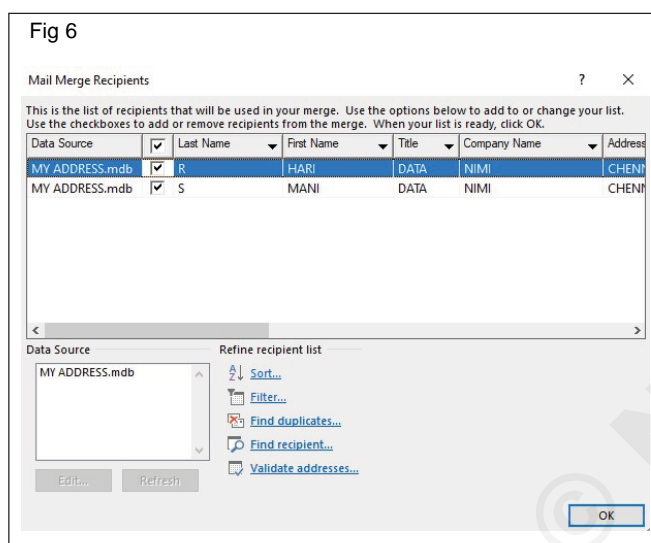 Fig 6
Mail Merge Recipients ? ×
This is the list of recipients that will be used in your merge. Use the options below to add to or change your list.
Use the checkboxes to add or remove recipients from the merge. When your list is ready, click OK.
Data Source Last Name First Name Title Company Name Address
MY ADDRESS.mdb R HARI DATA NIMI CHENN
MY ADDRESS.mdb S MANI DATA NIMI CHENN
Data Source Refine recipient list
MY ADDRESS.mdb
Sort...
Filter...
Find duplicates...
Find recipient...
Validate addresses...
Edit... Refresh
OK